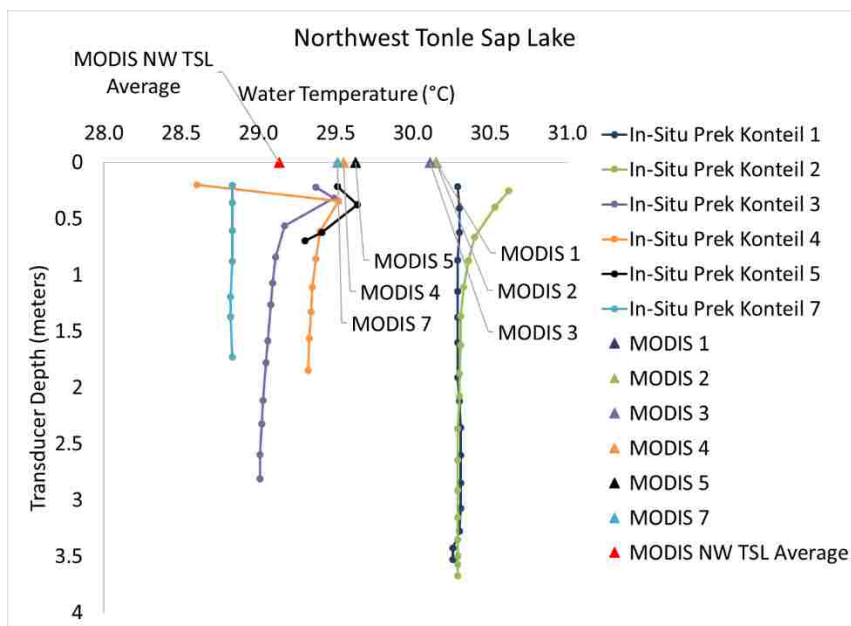 Northwest Tonle Sap Lake
MODIS NW TSL
Average
Water Temperature (°C)
28.0 28.5 29.0 29.5 30.0 30.5 31.0
0
0.5
1
1.5
2
2.5
3
3.5
4
Transducer Depth (meters)
MODIS 5
MODIS 4
MODIS 7
MODIS 1
MODIS 2
MODIS 3
In-Situ Prek Konteil 1
In-Situ Prek Konteil 2
In-Situ Prek Konteil 3
In-Situ Prek Konteil 4
In-Situ Prek Konteil 5
In-Situ Prek Konteil 7
MODIS 1
MODIS 2
MODIS 3
MODIS 4
MODIS 5
MODIS 7
MODIS NW TSL Average